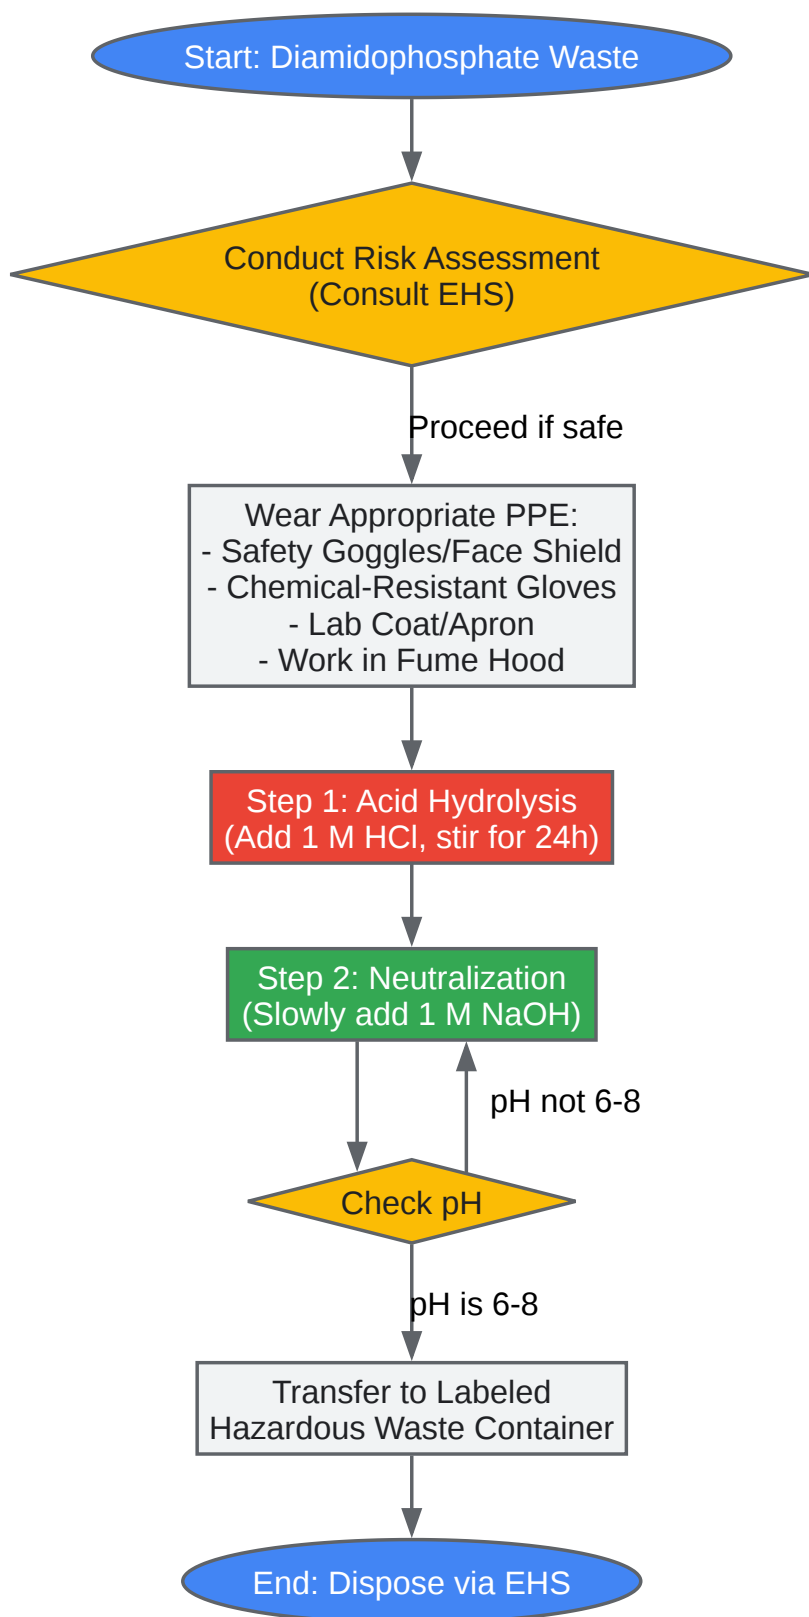 Start: Diamidophosphate Waste
Conduct Risk Assessment
(Consult EHS)
Proceed if safe
Wear Appropriate PPE:
- Safety Goggles/Face Shield
- Chemical-Resistant Gloves
- Lab Coat/Apron
- Work in Fume Hood
Step 1: Acid Hydrolysis
(Add 1 M HCl, stir for 24h)
Step 2: Neutralization
(Slowly add 1 M NaOH)
pH not 6-8
Check pH
pH is 6-8
Transfer to Labeled
Hazardous Waste Container
End: Dispose via EHS